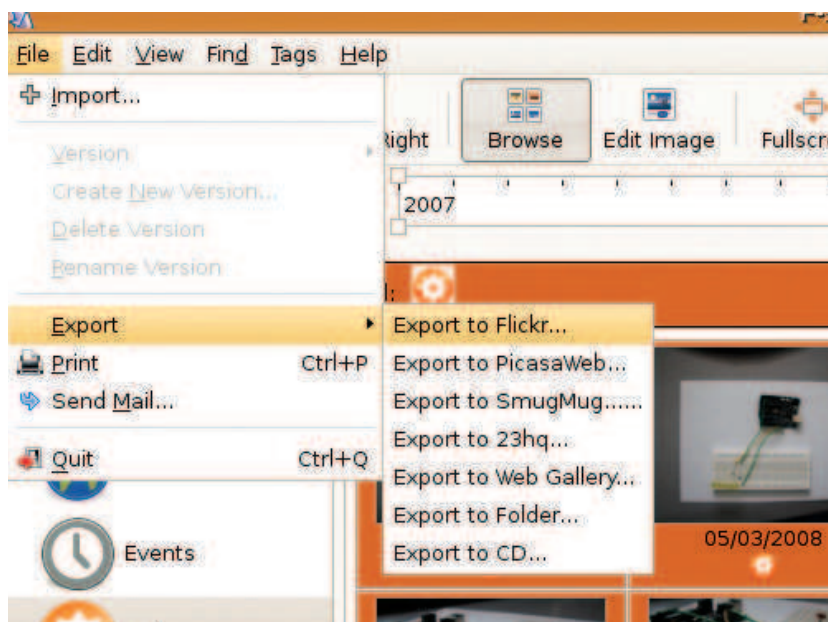 File Edit View Find Tags Help
Import...
Version
Create New Version...
Delete Version
Rename Version
Export
Print Ctrl+P
Send Mail...
Quit Ctrl+Q
Right
Browse
Edit Image
2007
Export to Flickr...
Export to PicasaWeb...
Export to SmugMug......
Export to 23hq...
Export to Web Gallery...
Export to Folder...
Export to CD...
Events
05/03/2008